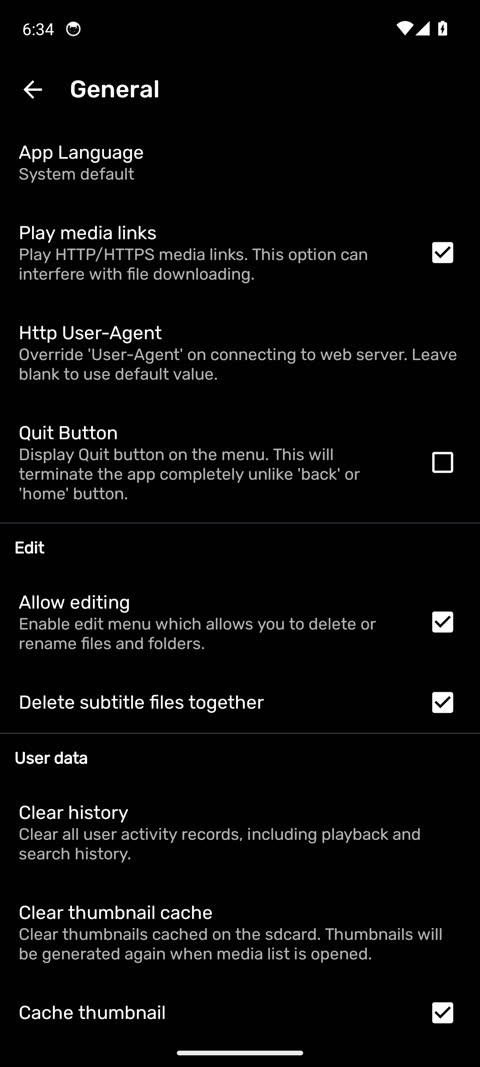 6:34
General
App Language
System default
Play media links
Play HTTP/HTTPS media links. This option can
interfere with file downloading.
Http User-Agent
Override 'User-Agent' on connecting to web server. Leave
blank to use default value.
Quit Button
Display Quit button on the menu. This will
terminate the app completely unlike 'back' or
'home' button.
Edit
Allow editing
Enable edit menu which allows you to delete or
rename files and folders.
Delete subtitle files together
User data
Clear history
Clear all user activity records, including playback and
search history.
Clear thumbnail cache
Clear thumbnails cached on the sdcard. Thumbnails will
be generated again when media list is opened.
Cache thumbnail